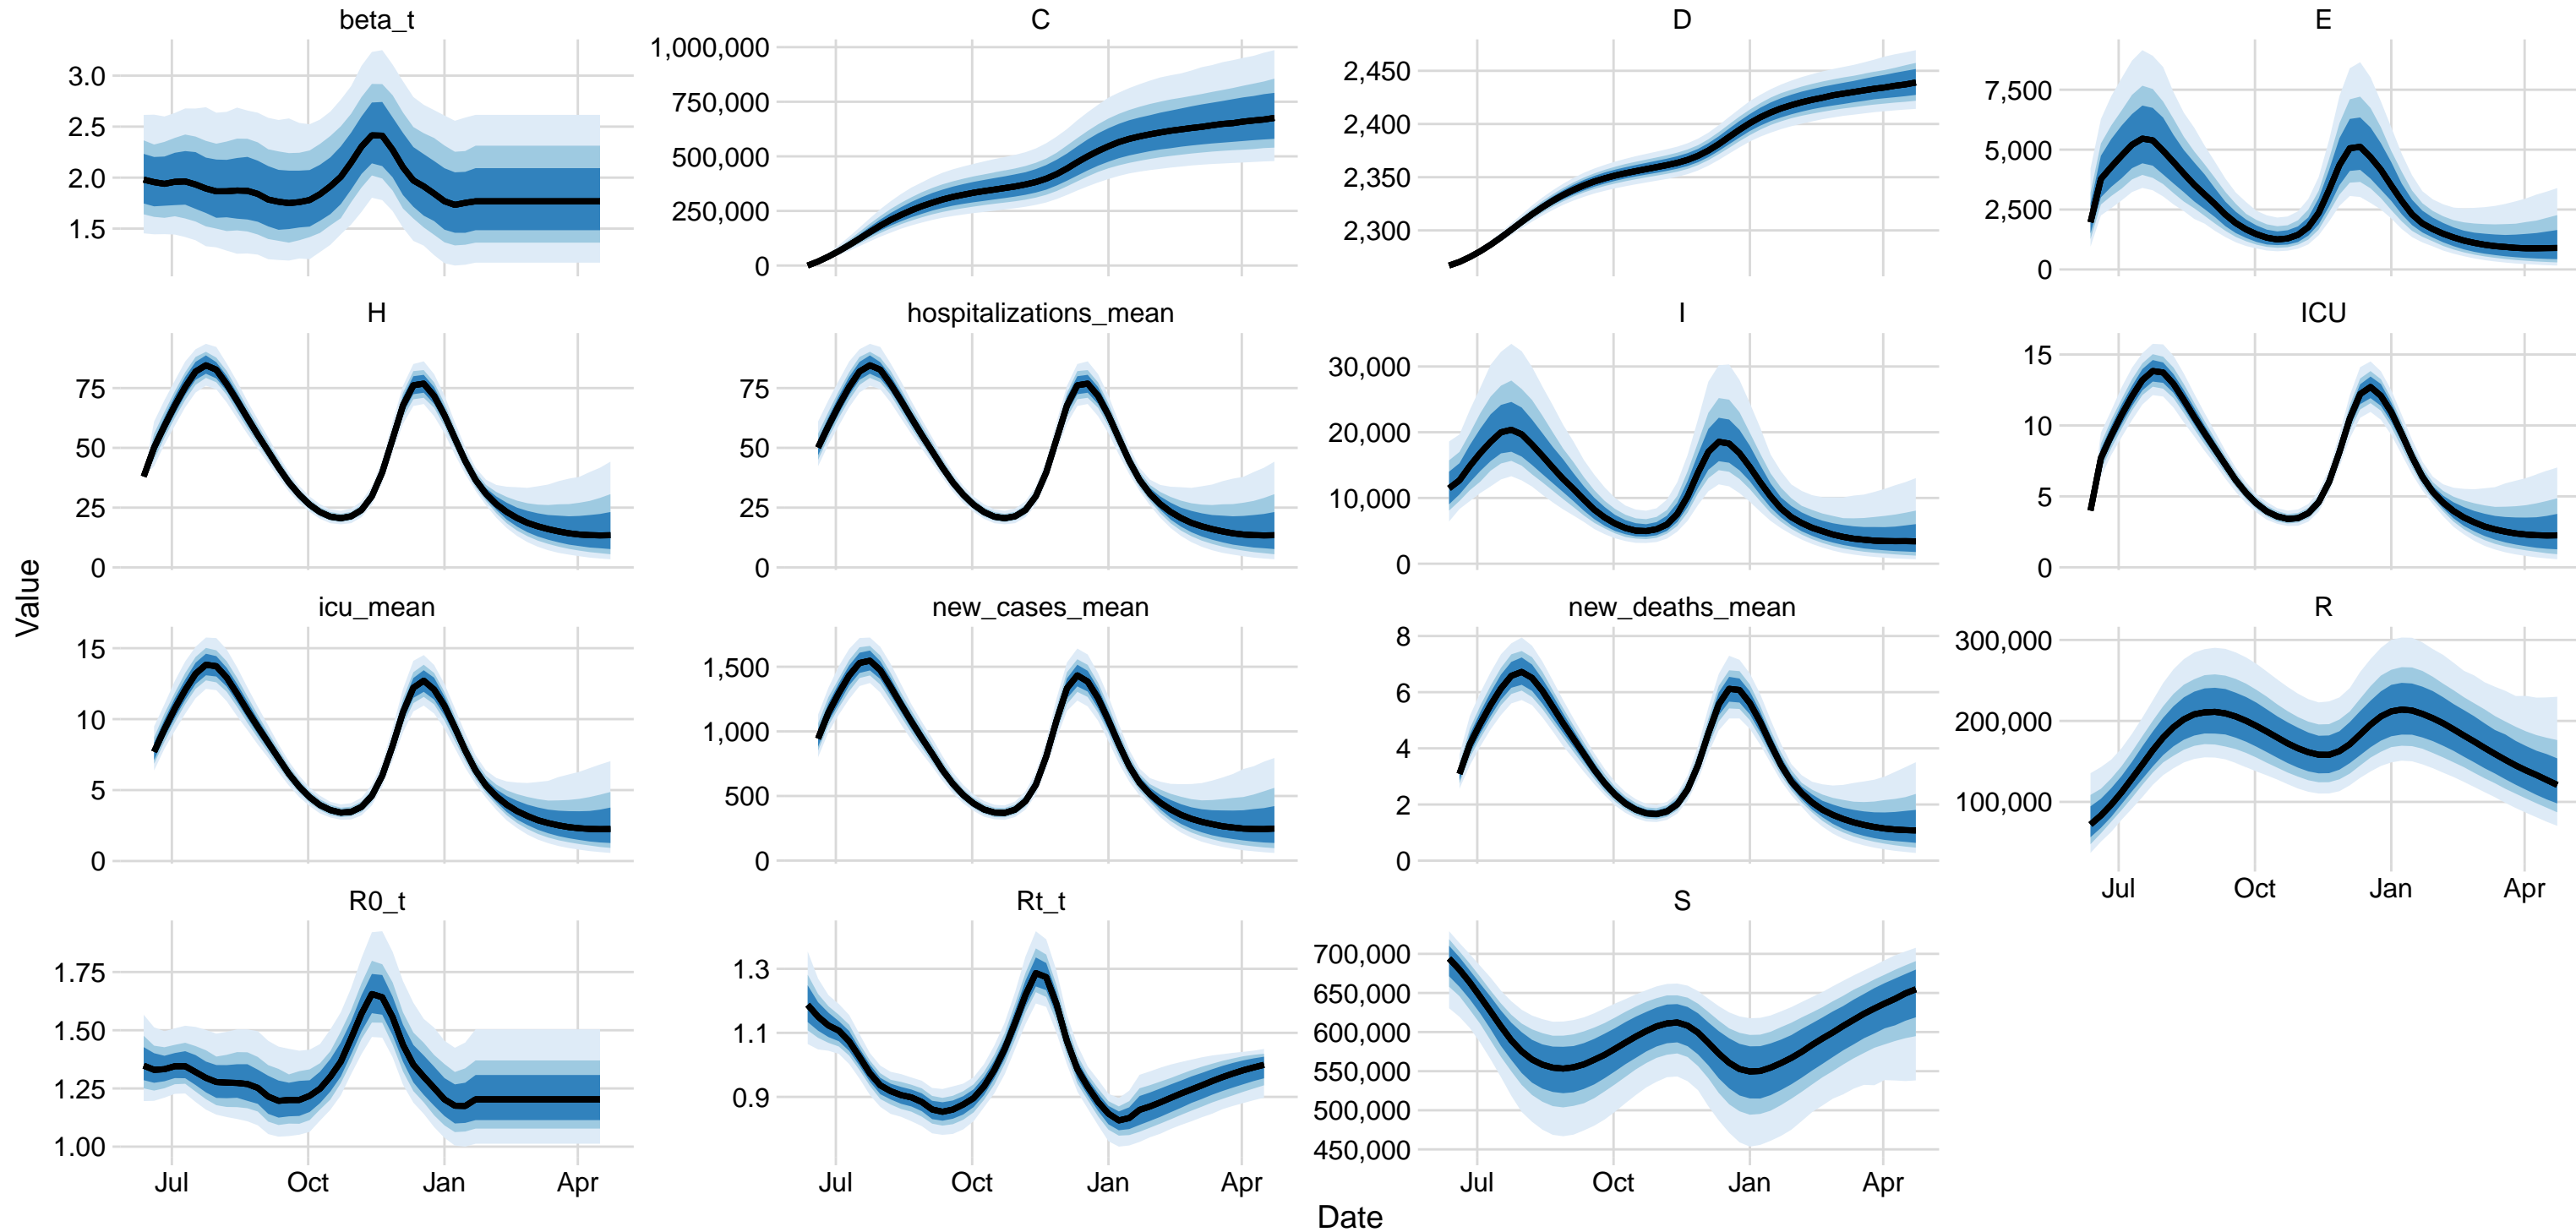 beta_t
3.0
2.5
2.0
1.5
C
1,000,000
750,000
500,000
250,000
0
D
2,450
2,400
2,350
2,300
E
7,500
5,000
2,500
0
H
75
50
25
0
hospitalizations_mean
75
50
25
0
I
30,000
20,000
10,000
0
ICU
15
10
5
0
Value
icu_mean
15
10
5
0
new_cases_mean
1,500
1,000
500
0
new_deaths_mean
8
6
4
2
0
R
300,000
200,000
100,000
Jul Oct Jan Apr
R0_t
1.75
1.50
1.25
1.00
Jul Oct Jan Apr
Rt_t
1.3
1.1
0.9
Jul Oct Jan Apr
S
700,000
650,000
600,000
550,000
500,000
450,000
Jul Oct Jan Apr
Date